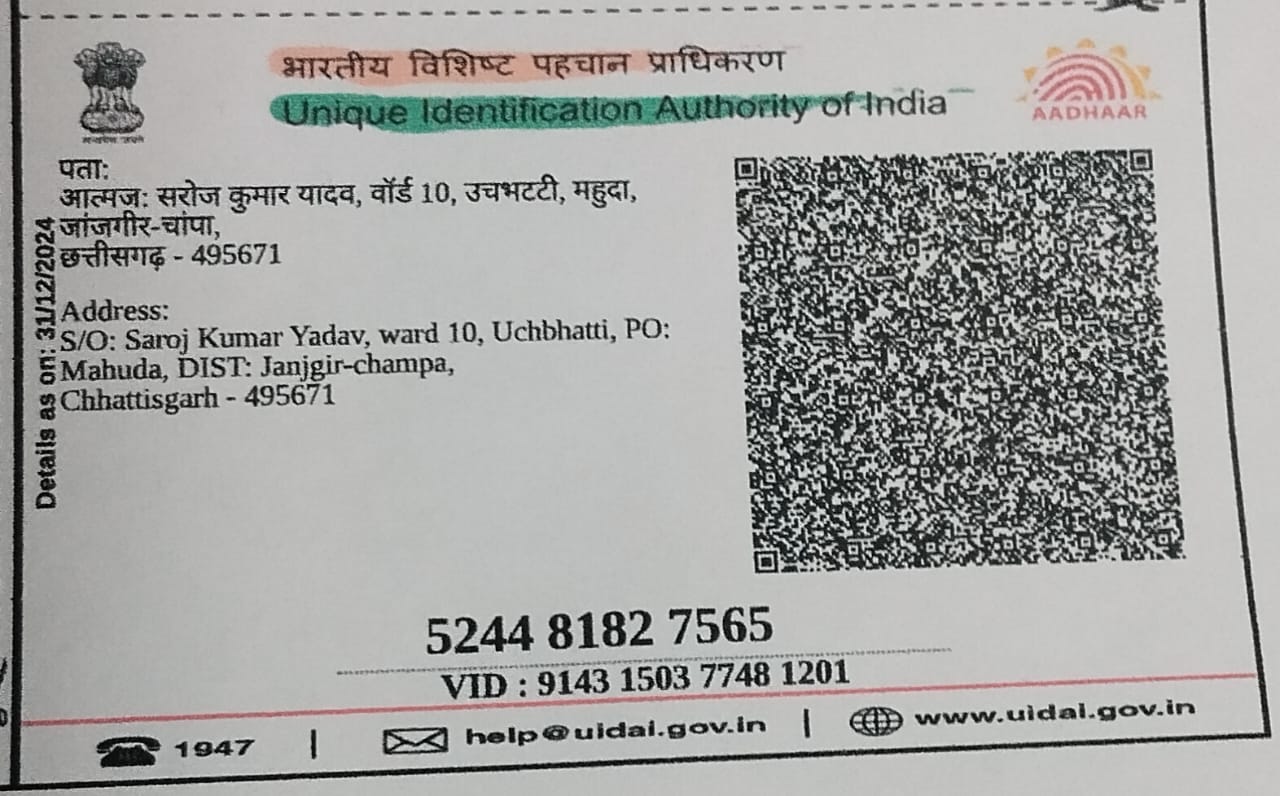 भारतीय विशिष्ट पहचान प्राधिकरण
Unique Identification Authority of India
AADHAAR
पता:
आत्मज: सरोज कुमार यादव, वॉर्ड 10, उचभटटी, महुदा,
जांजगीर-चांपा,
छत्तीसगढ़ - 495671
Address:
S/O: Saroj Kumar Yadav, ward 10, Uchbhatti, PO:
Mahuda, DIST: Janjgir-champa,
Chhattisgarh - 495671
Details as on: 31/12/2024
5244 8182 7565
VID : 9143 1503 7748 1201
1947 | help@uidai.gov.in | www.uidai.gov.in